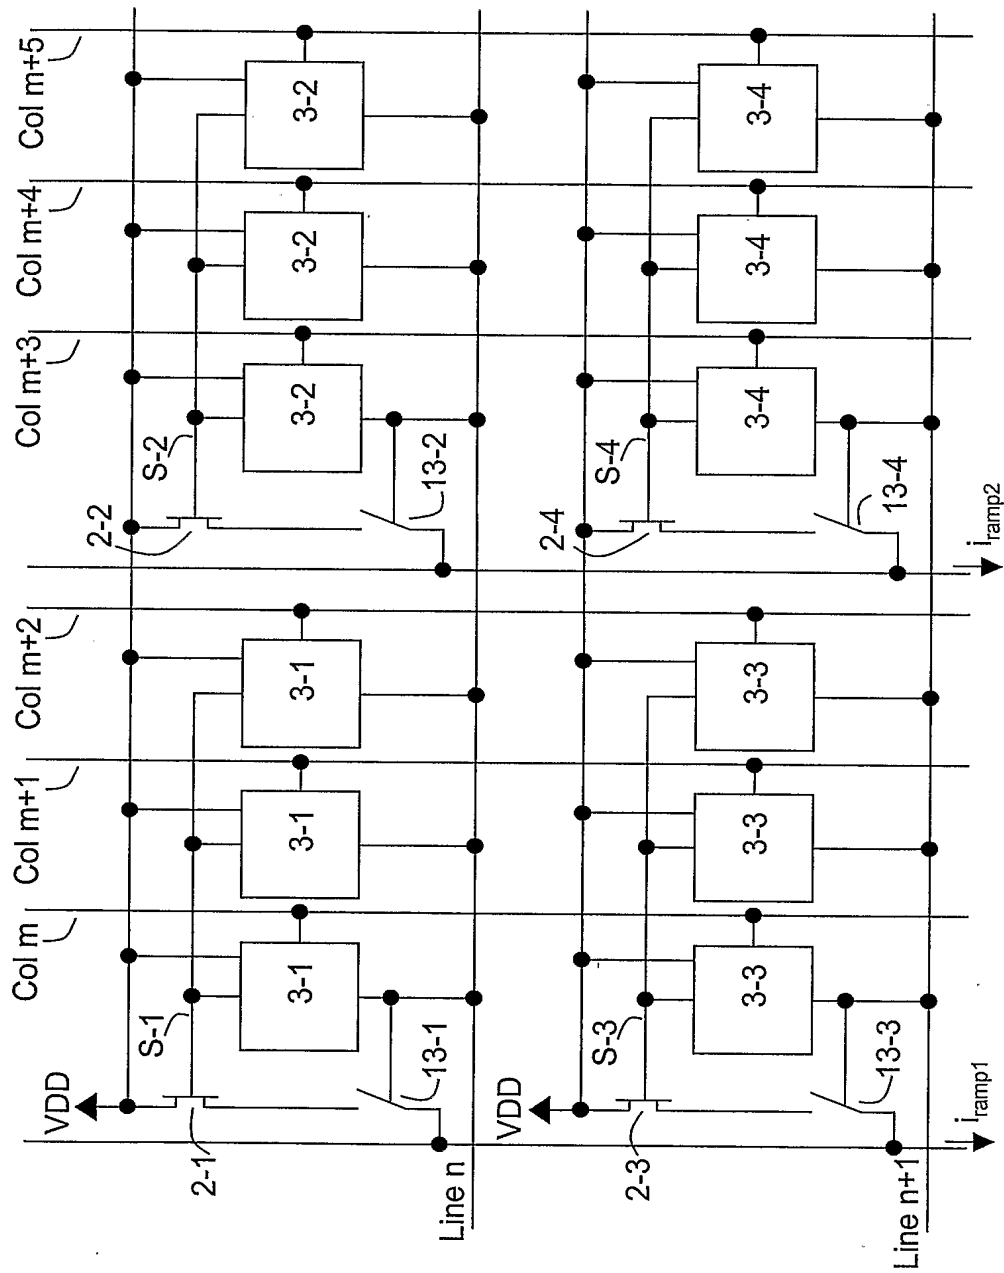 Col m
Col m+1
Col m+2
Col m+3
Col m+4
Col m+5
VDD
S-1
S-2
2-1
3-1
3-1
3-1
2-2
3-2
3-2
3-2
13-1
13-2
Line n
VDD
S-3
S-4
2-3
3-3
3-3
3-3
2-4
3-4
3-4
3-4
13-3
13-4
Line n+1
iramp1
iramp2